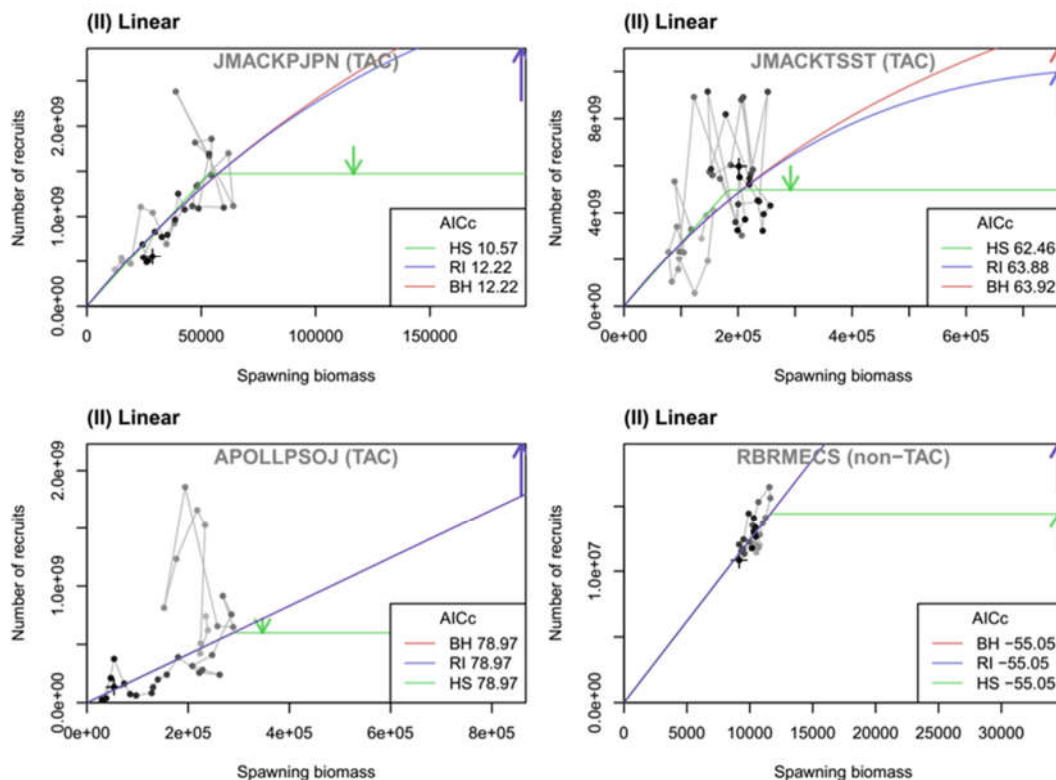 (II) Linear
JMACKPJPN (TAC)
Number of recruits
0.0e+00
1.0e+09
2.0e+09
AICc
HS 10.57
RI 12.22
BH 12.22
0
50000
100000
150000
Spawning biomass
(II) Linear
JMACKTSST (TAC)
Number of recruits
0e+00
4e+09
8e+09
AICc
HS 62.46
RI 63.88
BH 63.92
0e+00
2e+05
4e+05
6e+05
Spawning biomass
(II) Linear
APOLLPSOJ (TAC)
Number of recruits
0.0e+00
1.0e+09
2.0e+09
AICc
BH 78.97
RI 78.97
HS 78.97
0e+00
2e+05
4e+05
6e+05
8e+05
Spawning biomass
(II) Linear
RBRMECS (non−TAC)
Number of recruits
0.0e+00
1.0e+07
AICc
BH −55.05
RI −55.05
HS −55.05
0
5000
10000
15000
20000
25000
30000
Spawning biomass